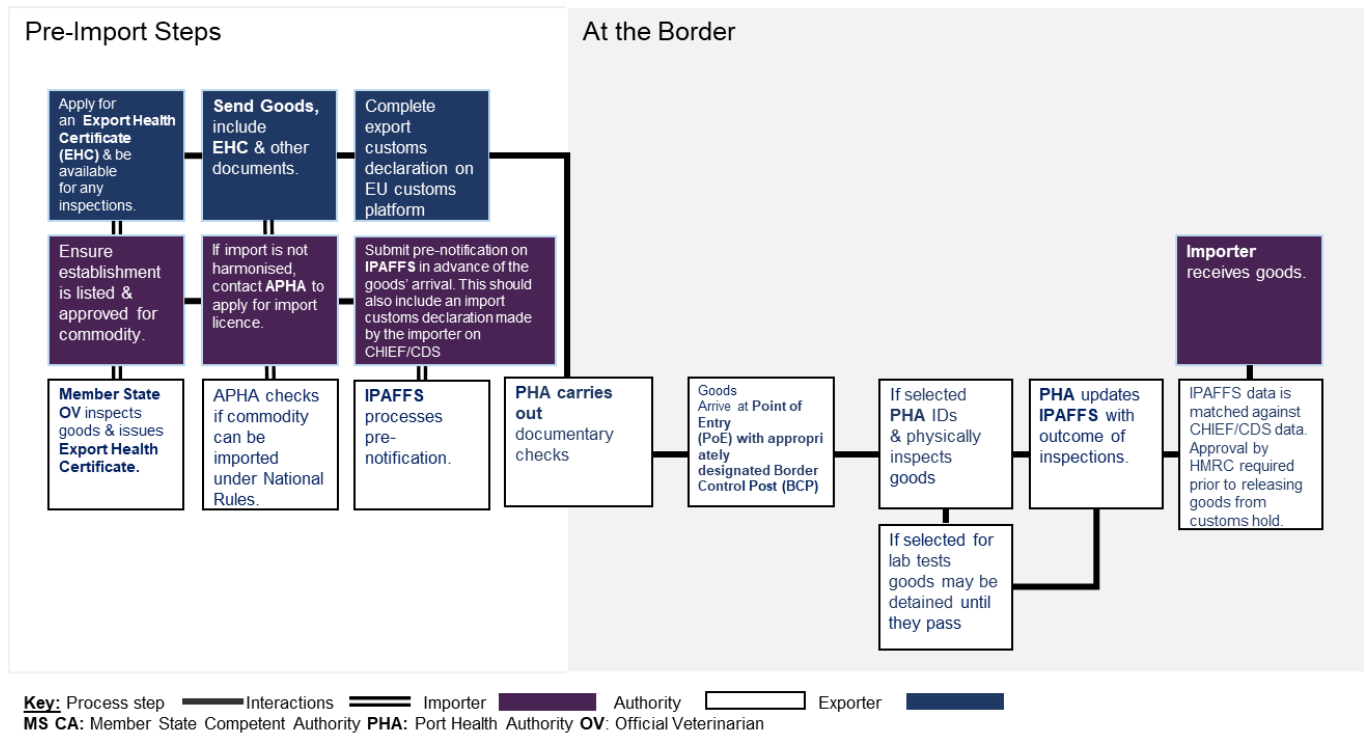 Pre-Import Steps
At the Border
Apply for
an Export Health
Certificate
(EHC) & be
available
for any
inspections.
Send Goods,
include
EHC & other
documents.
Complete
export
customs
declaration on
EU customs
platform
Ensure
establishment
is listed &
approved for
commodity.
If import is not
harmonised,
contact APHA to
apply for import
licence.
Submit pre-notification on
IPAFFS in advance of the
goods' arrival. This should
also include an import
customs declaration made
by the importer on
CHIEF/CDS
Importer
receives goods.
Member State
OV inspects
goods & issues
Export Health
Certificate.
APHA checks
if commodity
can be
imported
under National
Rules.
IPAFFS
processes
pre-
notification.
PHA carries
out
documentary
checks
Goods
Arrive at Point of
Entry
(PoE) with appropri
ately
designated Border
Control Post (BCP)
If selected
PHA IDs
& physically
inspects
goods
PHA updates
IPAFFS with
outcome of
inspections.
IPAFFS data is
matched against
CHIEF/CDS data.
Approval by
HMRC required
prior to releasing
goods from
customs hold.
If selected for
lab tests
goods may be
detained until
they pass
Key: Process step Interactions Importer Authority Exporter
MS CA: Member State Competent Authority PHA: Port Health Authority OV: Official Veterinarian